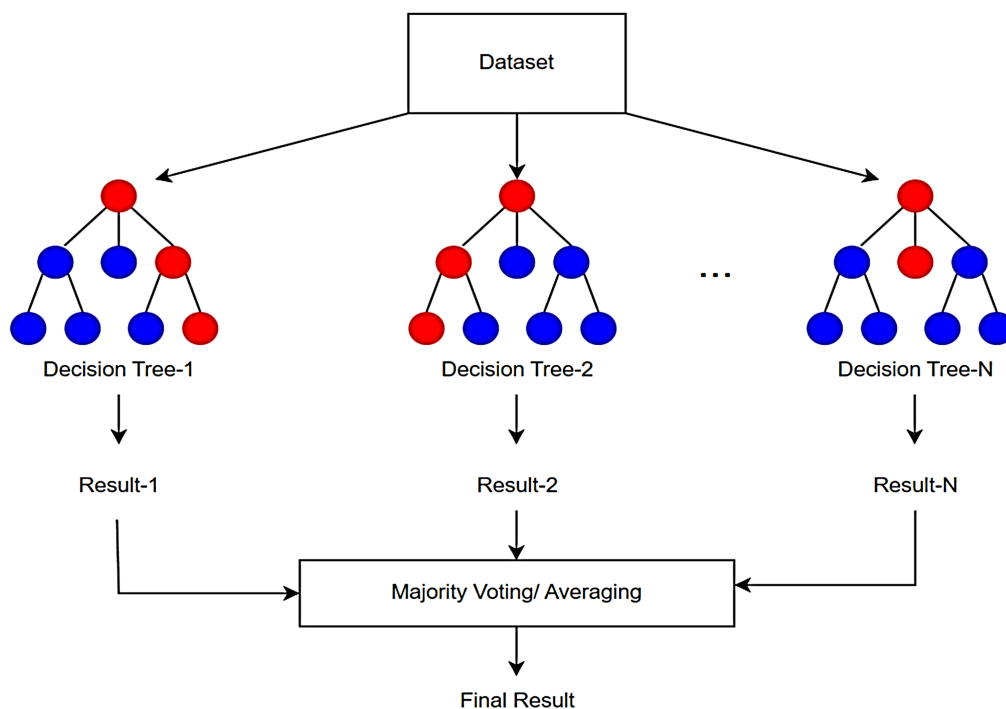 Dataset
...
Decision Tree-1
Decision Tree-2
Decision Tree-N
Result-1
Result-2
Result-N
Majority Voting/ Averaging
Final Result